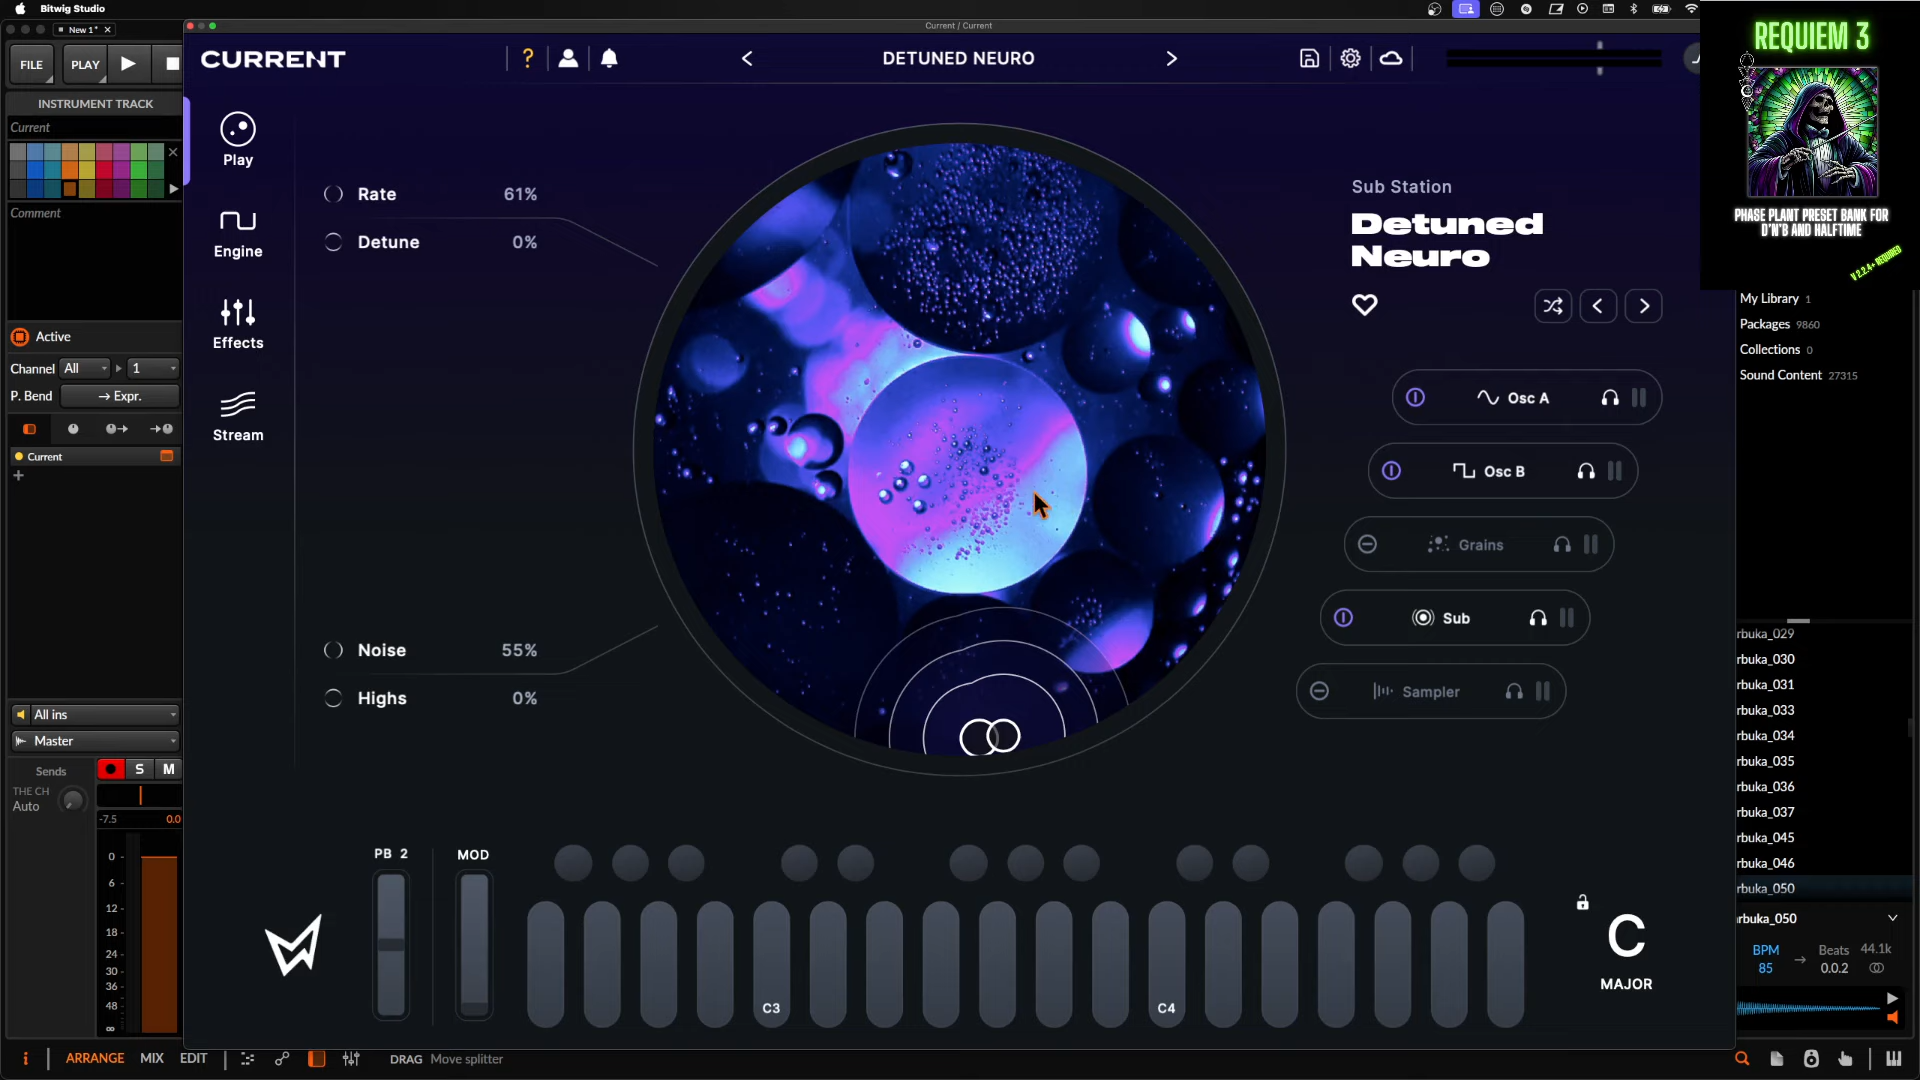 Bitwig Studio
New 1*
Current / Current
FILE
PLAY
CURRENT
?
DETUNED NEURO
REQUIEM 3
PHASE PLANT PRESET BANK FOR
D'N'B AND HALFTIME
V 2.2.4+ REQUIRED
INSTRUMENT TRACK
Current
Comment
Active
Channel All 1
P. Bend → Expr.
Current
All ins
Master
Sends
THE CH
Auto
S
M
-7.5
0.0
0
6
12
18
24
30
36
48
∞
Play
Engine
Effects
Stream
Rate 61%
Detune 0%
Noise 55%
Highs 0%
Sub Station
Detuned
Neuro
Osc A
Osc B
Grains
Sub
Sampler
PB 2
MOD
C3
C4
C
MAJOR
My Library 1
Packages 9860
Collections 0
Sound Content 27315
rbuka_029
rbuka_030
rbuka_031
rbuka_033
rbuka_034
rbuka_035
rbuka_036
rbuka_037
rbuka_045
rbuka_046
rbuka_050
rbuka_050
BPM
85
→
Beats
0.0.2
44.1k
i
ARRANGE
MIX
EDIT
DRAG Move splitter